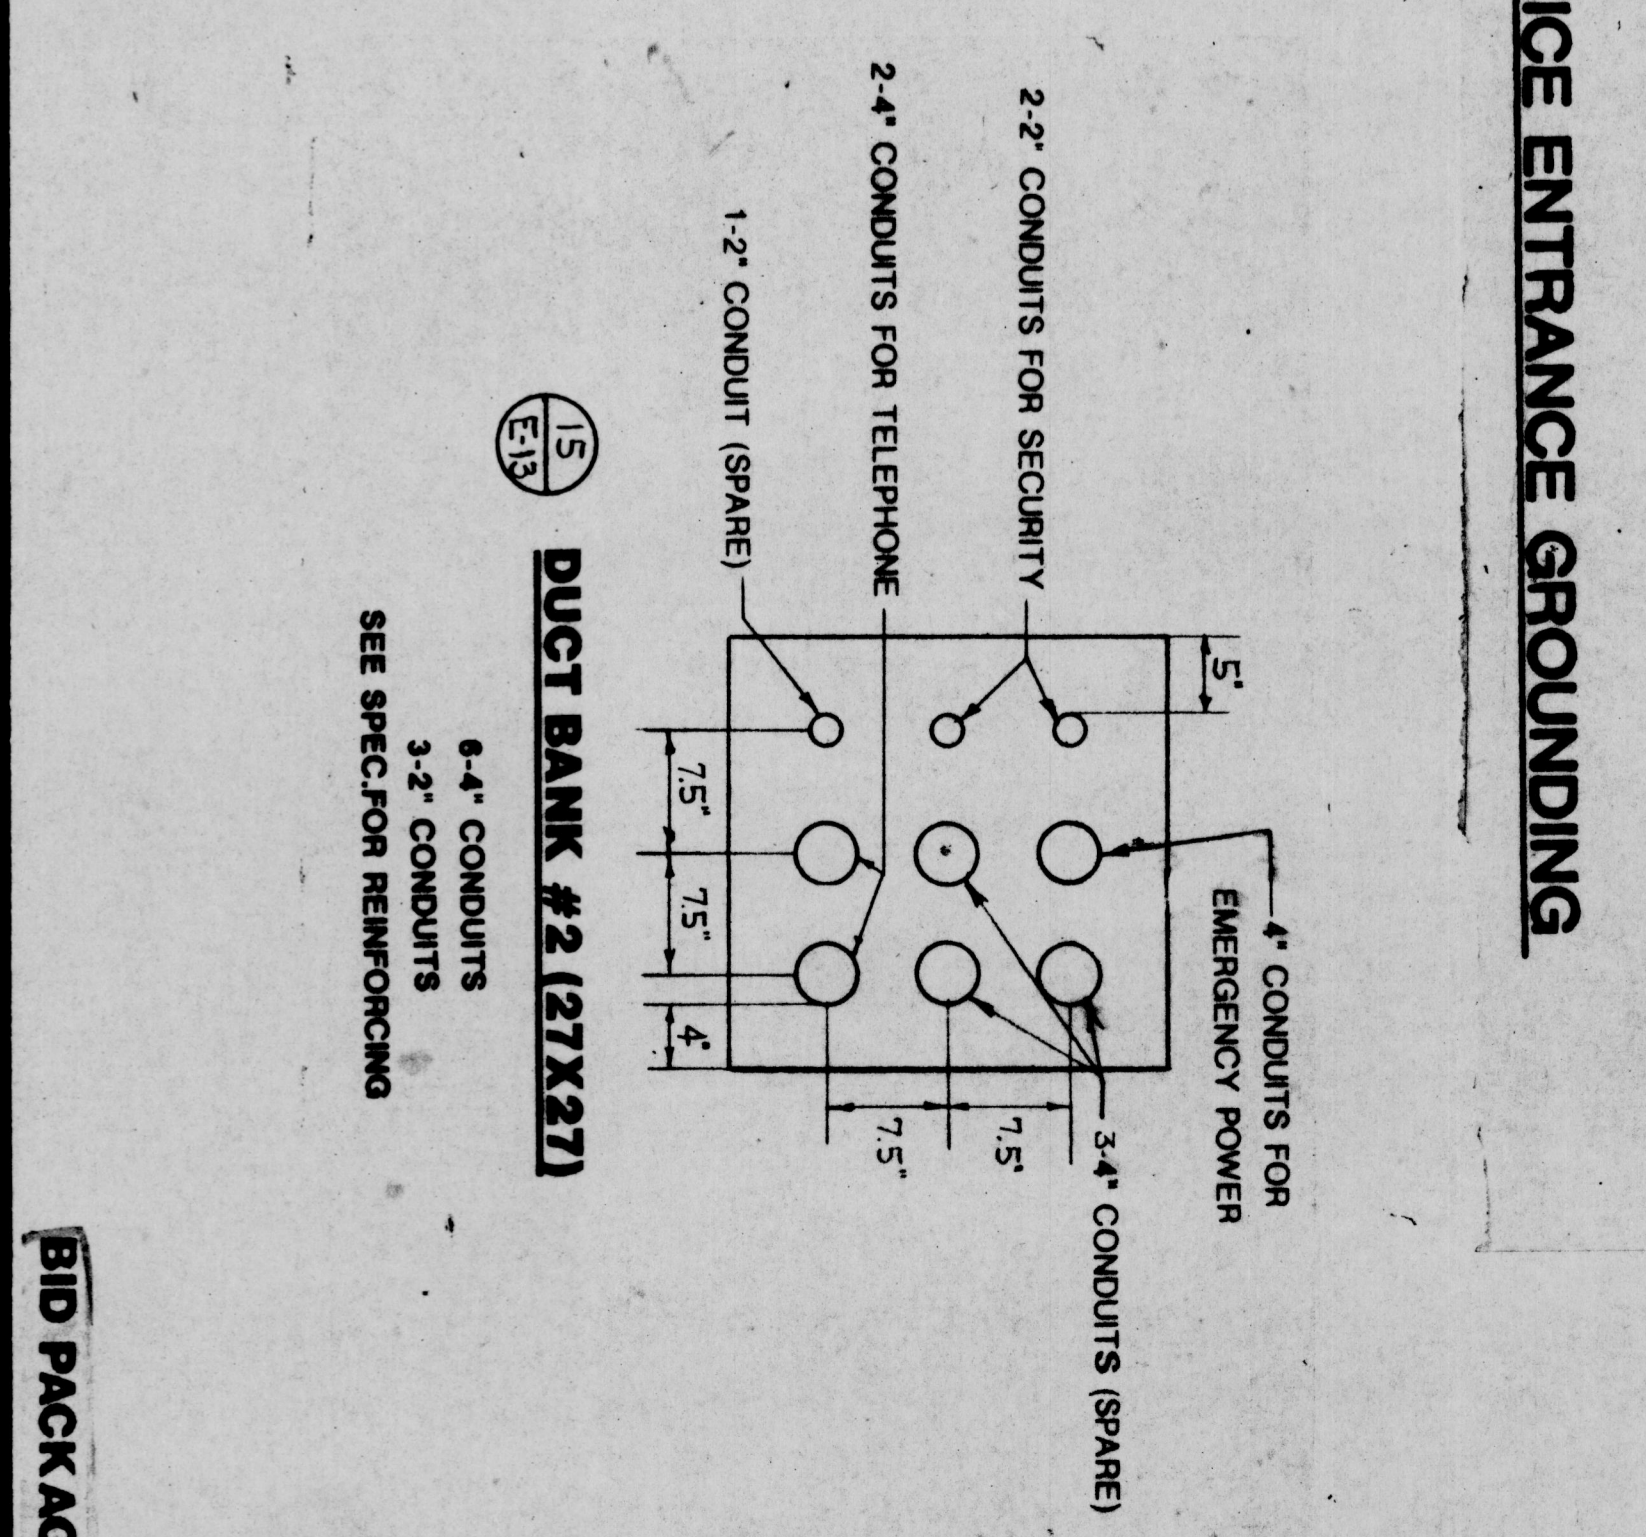 ICE ENTRANCE GROUNDING
4" CONDUITS FOR
EMERGENCY POWER
5"
2-2" CONDUITS FOR SECURITY
3-4" CONDUITS (SPARE)
7.5"
2-4" CONDUITS FOR TELEPHONE
7.5"
1-2" CONDUIT (SPARE)
7.5"
7.5"
4"
15
E-13
DUCT BANK #2 (27X27)
6-4" CONDUITS
3-2" CONDUITS
SEE SPEC.FOR REINFORCING
BID PACKAG